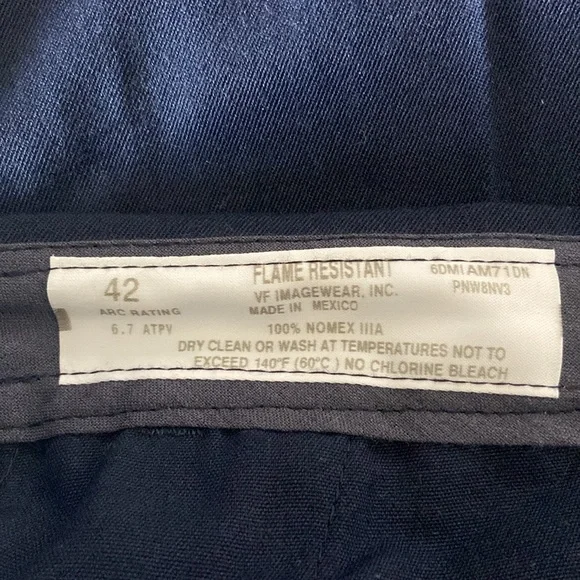 42
ARC RATING
6.7 ATPV
FLAME RESISTANT
VF IMAGEWEAR, INC.
MADE IN MEXICO
100% NOMEX IIIA
6DMIAM71DN
PNW8NV3
DRY CLEAN OR WASH AT TEMPERATURES NOT TO
EXCEED 140°F (60°C) NO CHLORINE BLEACH